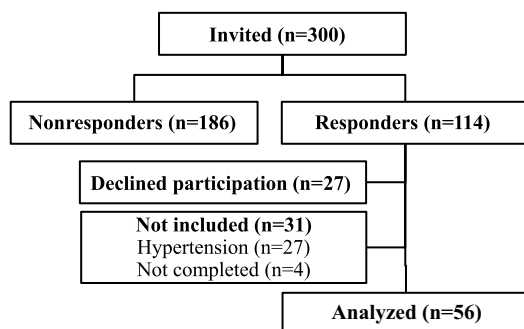 Invited (n=300)
Nonresponders (n=186)
Responders (n=114)
Declined participation (n=27)
Not included (n=31)
Hypertension (n=27)
Not completed (n=4)
Analyzed (n=56)